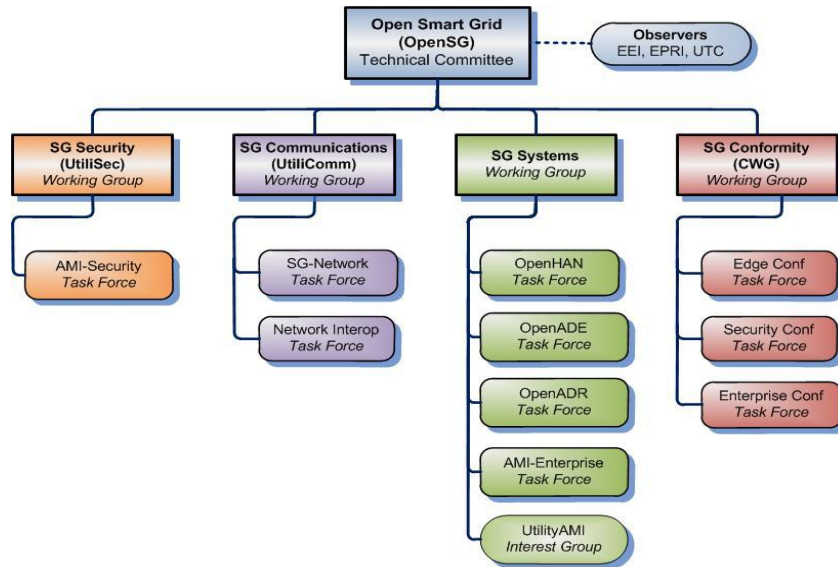 Open Smart Grid
(OpenSG)
Technical Committee
Observers
EEI, EPRI, UTC
SG Security
(UtiliSec)
Working Group
SG Communications
(UtiliComm)
Working Group
SG Systems
Working Group
SG Conformity
(CWG)
Working Group
AMI-Security
Task Force
SG-Network
Task Force
Network Interop
Task Force
OpenHAN
Task Force
OpenADE
Task Force
OpenADR
Task Force
AMI-Enterprise
Task Force
UtilityAMI
Interest Group
Edge Conf
Task Force
Security Conf
Task Force
Enterprise Conf
Task Force